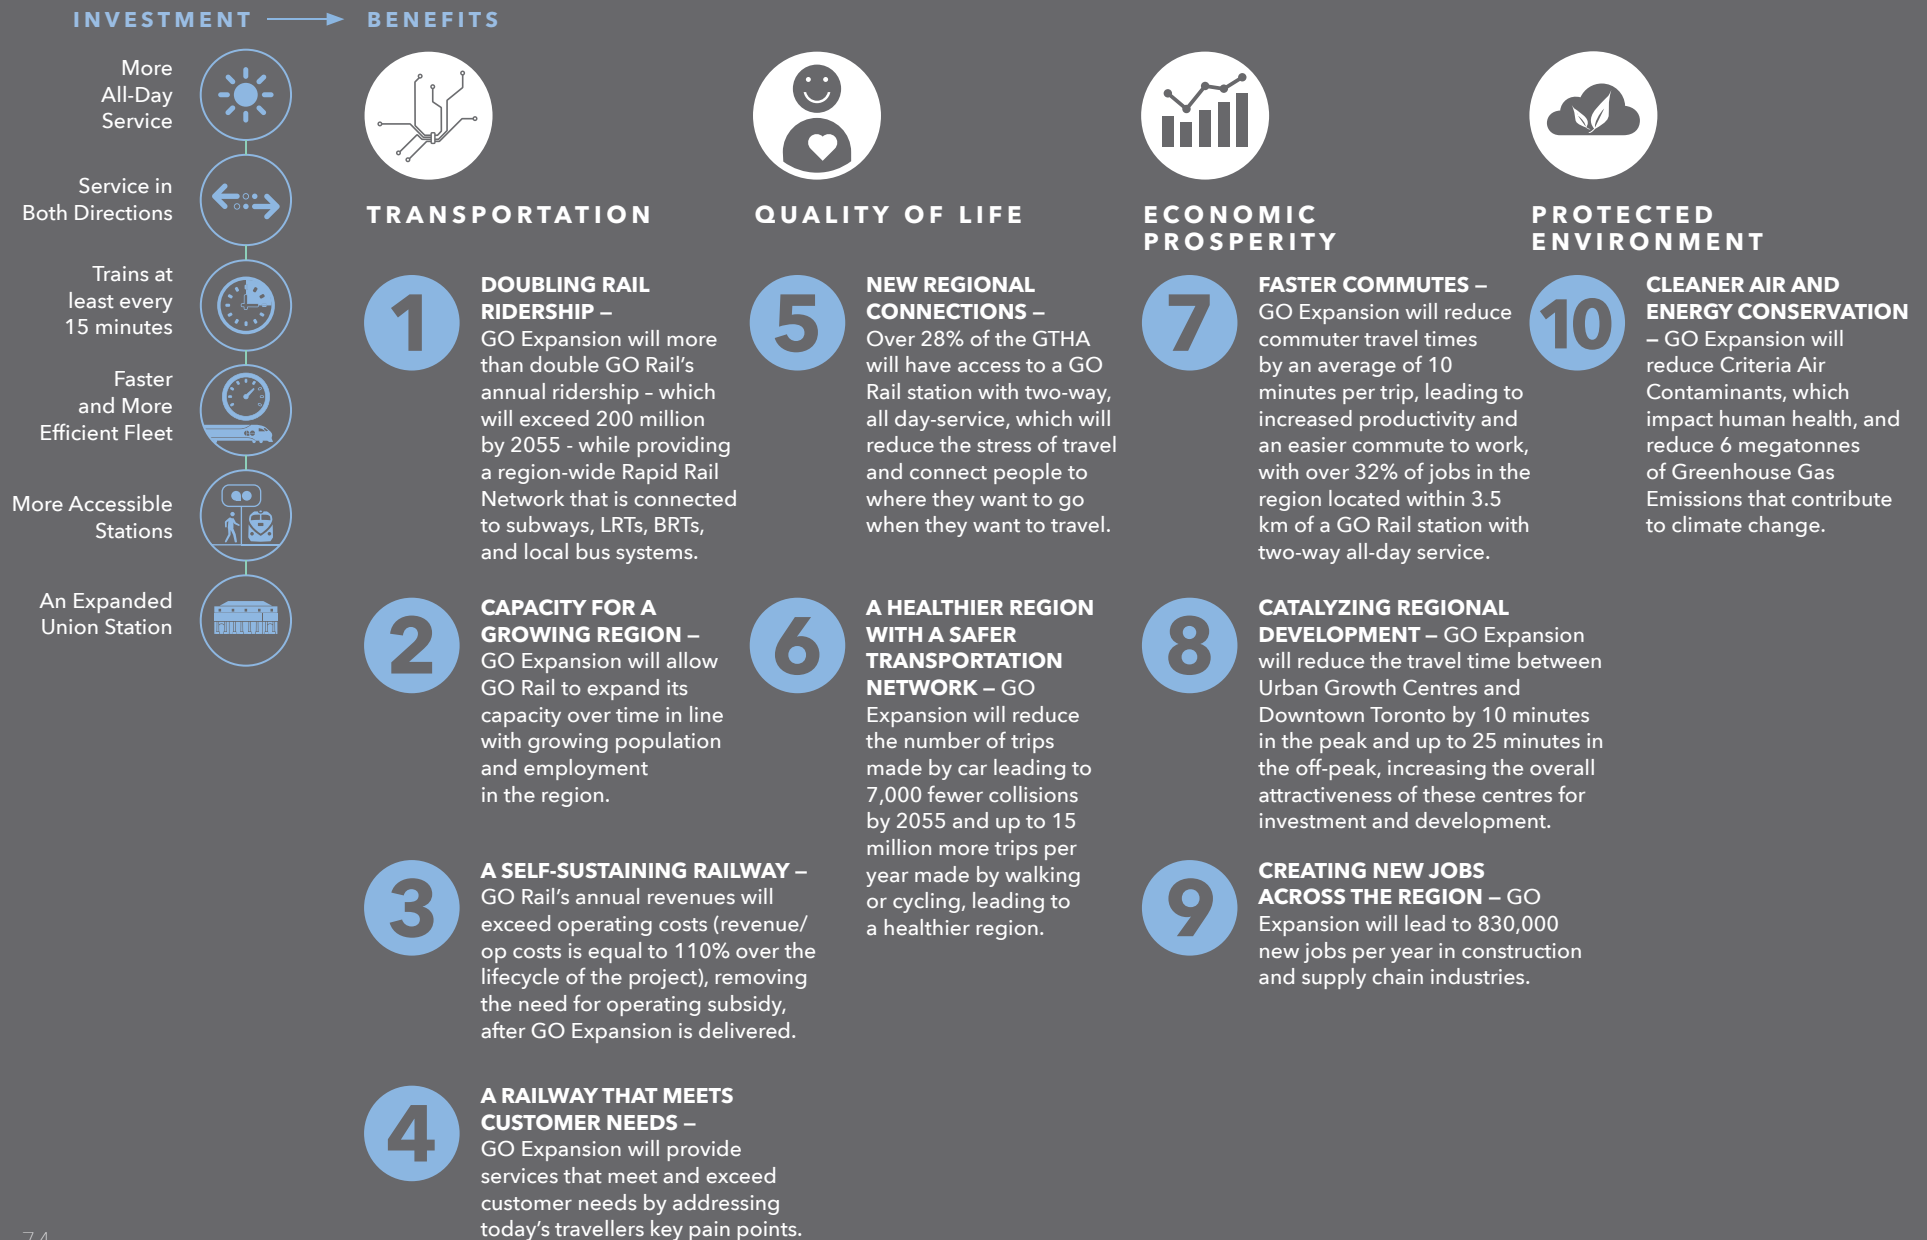 INVESTMENT
BENEFITS
More
All-Day
Service
Service in
Both Directions
Trains at
least every
15 minutes
Faster
and More
Efficient Fleet
More Accessible
Stations
An Expanded
Union Station
TRANSPORTATION
1
DOUBLING RAIL
RIDERSHIP –
GO Expansion will more
than double GO Rail’s
annual ridership – which
will exceed 200 million
by 2055 - while providing
a region-wide Rapid Rail
Network that is connected
to subways, LRTs, BRTs,
and local bus systems.
2
CAPACITY FOR A
GROWING REGION –
GO Expansion will allow
GO Rail to expand its
capacity over time in line
with growing population
and employment
in the region.
3
A SELF-SUSTAINING RAILWAY –
GO Rail’s annual revenues will
exceed operating costs (revenue/
op costs is equal to 110% over the
lifecycle of the project), removing
the need for operating subsidy,
after GO Expansion is delivered.
4
A RAILWAY THAT MEETS
CUSTOMER NEEDS –
GO Expansion will provide
services that meet and exceed
customer needs by addressing
today’s travellers key pain points.
QUALITY OF LIFE
5
NEW REGIONAL
CONNECTIONS –
Over 28% of the GTHA
will have access to a GO
Rail station with two-way,
all day-service, which will
reduce the stress of travel
and connect people to
where they want to go
when they want to travel.
6
A HEALTHIER REGION
WITH A SAFER
TRANSPORTATION
NETWORK – GO
Expansion will reduce
the number of trips
made by car leading to
7,000 fewer collisions
by 2055 and up to 15
million more trips per
year made by walking
or cycling, leading to
a healthier region.
ECONOMIC
PROSPERITY
7
FASTER COMMUTES –
GO Expansion will reduce
commuter travel times
by an average of 10
minutes per trip, leading to
increased productivity and
an easier commute to work,
with over 32% of jobs in the
region located within 3.5
km of a GO Rail station with
two-way all-day service.
8
CATALYZING REGIONAL
DEVELOPMENT – GO Expansion
will reduce the travel time between
Urban Growth Centres and
Downtown Toronto by 10 minutes
in the peak and up to 25 minutes in
the off-peak, increasing the overall
attractiveness of these centres for
investment and development.
9
CREATING NEW JOBS
ACROSS THE REGION – GO
Expansion will lead to 830,000
new jobs per year in construction
and supply chain industries.
PROTECTED
ENVIRONMENT
10
CLEANER AIR AND
ENERGY CONSERVATION
– GO Expansion will
reduce Criteria Air
Contaminants, which
impact human health, and
reduce 6 megatonnes
of Greenhouse Gas
Emissions that contribute
to climate change.